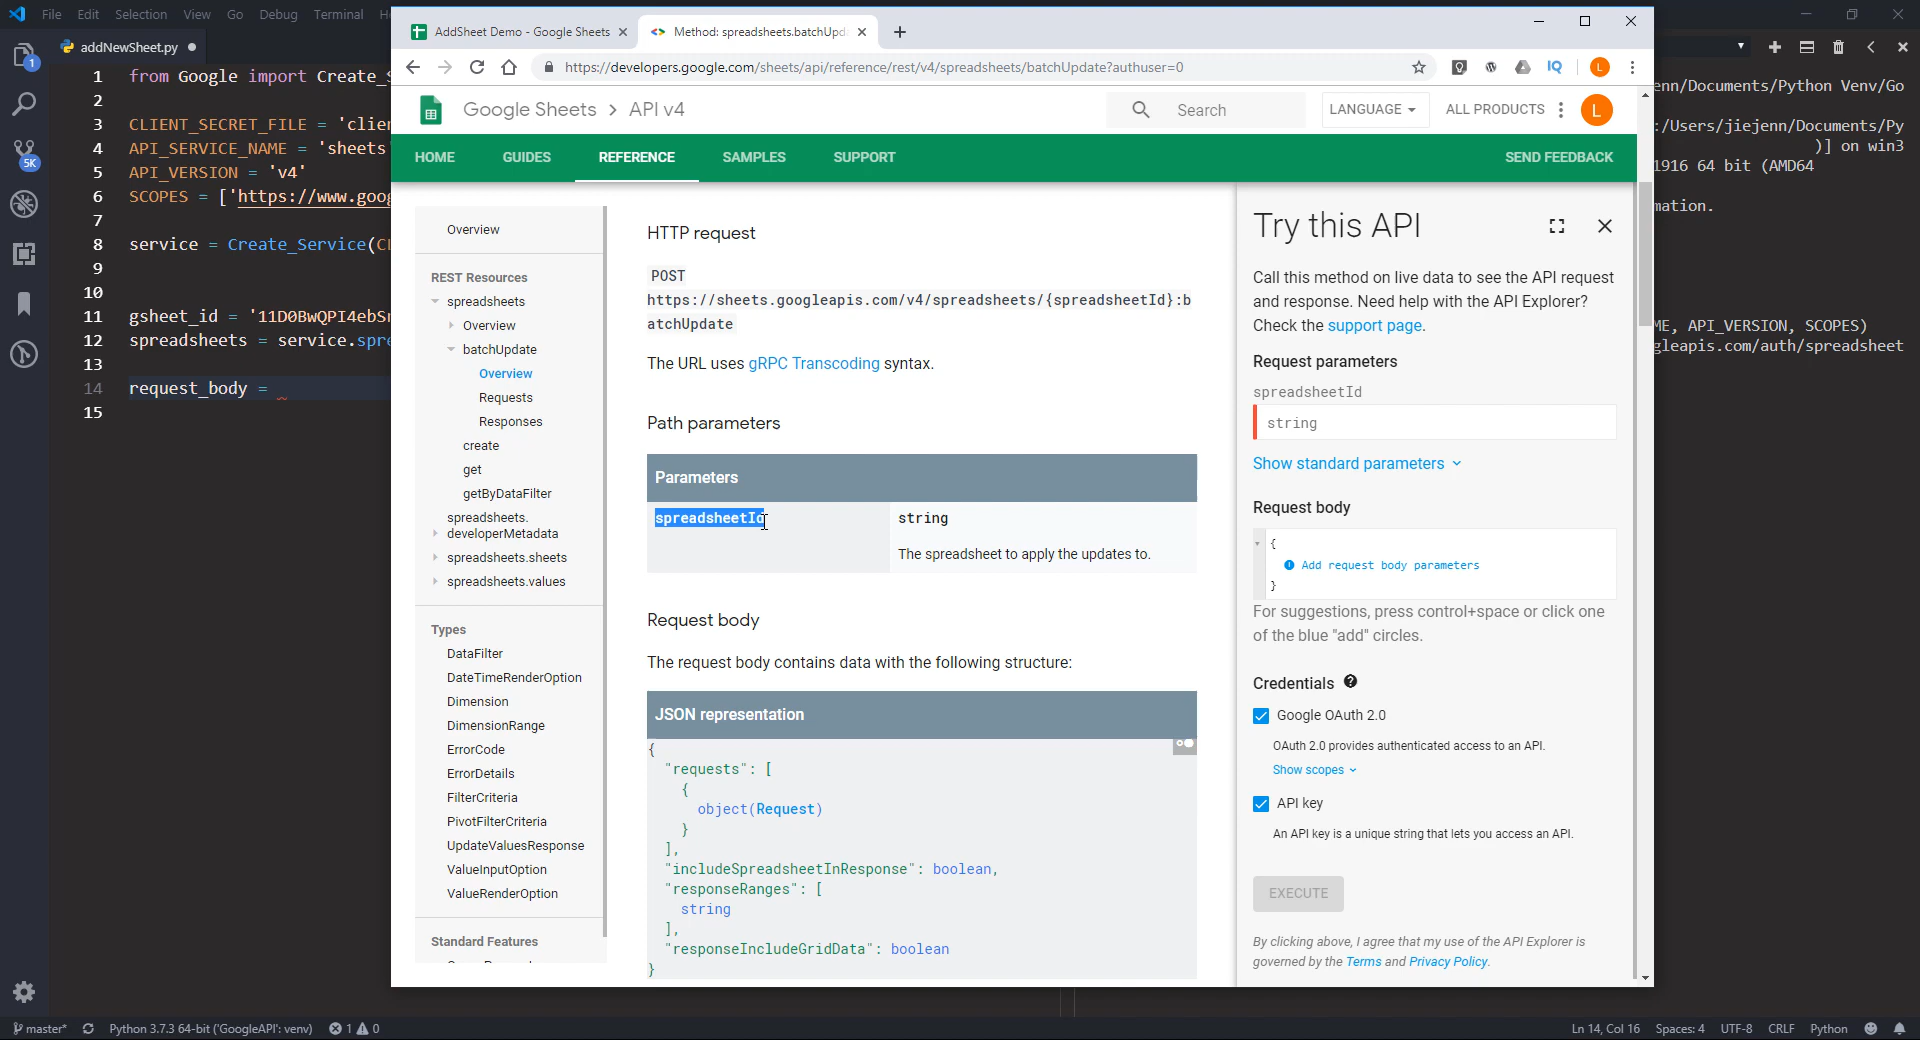 File Edit Selection View Go Debug Terminal
AddSheet Demo - Google Sheets
Method: spreadsheets.batchUpd
addNewSheet.py
1
https://developers.google.com/sheets/api/reference/rest/v4/spreadsheets/batchUpdate?authuser=0
L
1 from Google import Create_S
2
3 CLIENT_SECRET_FILE = 'clien
4 API_SERVICE_NAME = 'sheets'
5 API_VERSION = 'v4'
6 SCOPES = ['https://www.goog
7
8 service = Create_Service(Cl
9
10
11 gsheet_id = '11D0BwQPI4ebSr
12 spreadsheets = service.spre
13
14 request_body =
15
5K
Google Sheets > API v4
Search
LANGUAGE
ALL PRODUCTS
L
HOME GUIDES REFERENCE SAMPLES SUPPORT
SEND FEEDBACK
Overview
REST Resources
spreadsheets
Overview
batchUpdate
Overview
Requests
Responses
create
get
getByDataFilter
spreadsheets.
developerMetadata
spreadsheets.sheets
spreadsheets.values
Types
DataFilter
DateTimeRenderOption
Dimension
DimensionRange
ErrorCode
ErrorDetails
FilterCriteria
PivotFilterCriteria
UpdateValuesResponse
ValueInputOption
ValueRenderOption
Standard Features
HTTP request
POST
https://sheets.googleapis.com/v4/spreadsheets/{spreadsheetId}:b
atchUpdate
The URL uses gRPC Transcoding syntax.
Path parameters
Parameters
spreadsheetId
string
The spreadsheet to apply the updates to.
Request body
The request body contains data with the following structure:
JSON representation
{
"requests": [
{
object(Request)
}
],
"includeSpreadsheetInResponse": boolean,
"responseRanges": [
string
],
"responseIncludeGridData": boolean
}
Try this API
Call this method on live data to see the API request
and response. Need help with the API Explorer?
Check the support page.
Request parameters
spreadsheetId
string
Show standard parameters
Request body
{
Add request body parameters
}
For suggestions, press control+space or click one
of the blue "add" circles.
Credentials
Google OAuth 2.0
OAuth 2.0 provides authenticated access to an API.
Show scopes
API key
An API key is a unique string that lets you access an API.
EXECUTE
By clicking above, I agree that my use of the API Explorer is
governed by the Terms and Privacy Policy.
enn/Documents/Python Venv/Go
:/Users/jiejenn/Documents/Py
)] on win3
1916 64 bit (AMD64
mation.
ME, API_VERSION, SCOPES)
gleapis.com/auth/spreadsheet
master* Python 3.7.3 64-bit ('GoogleAPI': venv) 1 0
Ln 14, Col 16 Spaces: 4 UTF-8 CRLF Python